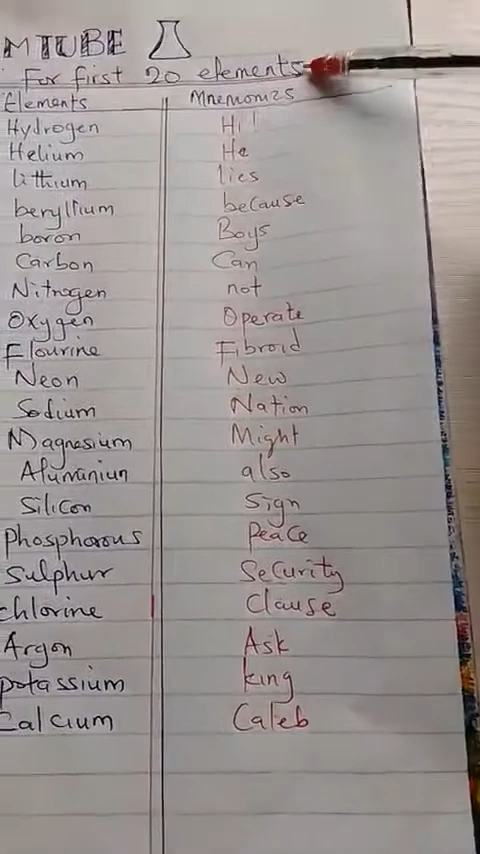 MTUBE
For first 20 elements
Elements Mnemonics
Hydrogen Hi!
Helium He
lithium lies
beryllium because
boron Boys
Carbon Can
Nitrogen not
Oxygen Operate
Flourine Fibroid
Neon New
Sodium Nation
Magnesium Might
Alumaniun also
Silicon Sign
Phosphorous Peace
Sulphur Security
chlorine Clause
Argon Ask
potassium king
Calcium Caleb